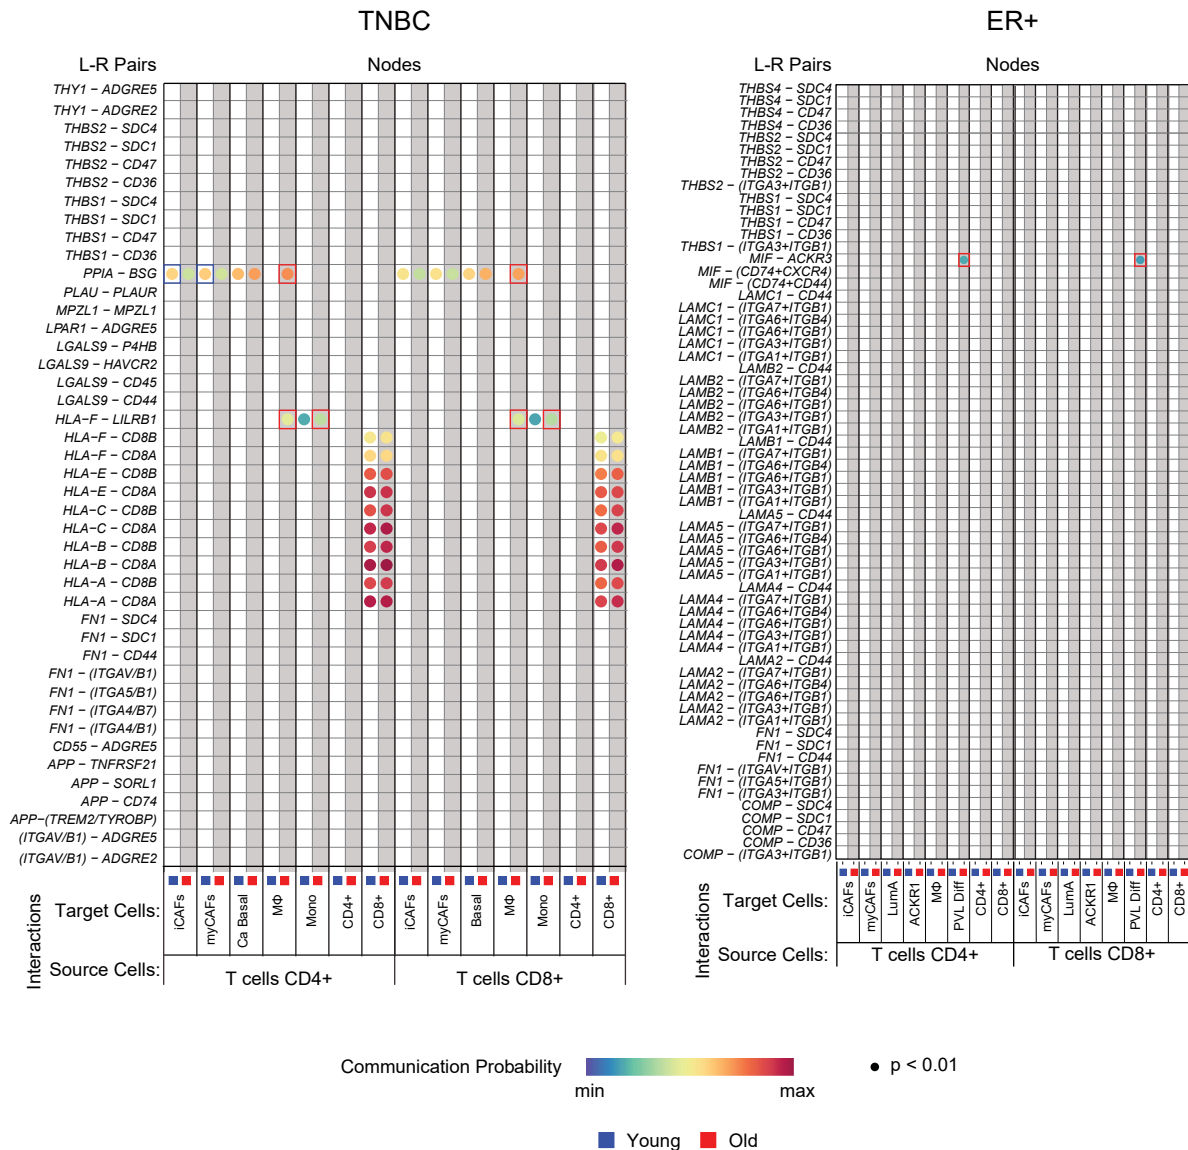 TNBC
L-R Pairs
Nodes
THY1 − ADGRE5
THY1 − ADGRE2
THBS2 − SDC4
THBS2 − SDC1
THBS2 − CD47
THBS2 − CD36
THBS1 − SDC4
THBS1 − SDC1
THBS1 − CD47
THBS1 − CD36
PPIA − BSG
PLAU − PLAUR
MPZL1 − MPZL1
LPAR1 − ADGRE5
LGALS9 − P4HB
LGALS9 − HAVCR2
LGALS9 − CD45
LGALS9 − CD44
HLA−F − LILRB1
HLA−F − CD8B
HLA−F − CD8A
HLA−E − CD8B
HLA−E − CD8A
HLA−C − CD8B
HLA−C − CD8A
HLA−B − CD8B
HLA−B − CD8A
HLA−A − CD8B
HLA−A − CD8A
FN1 − SDC4
FN1 − SDC1
FN1 − CD44
FN1 − (ITGAV/B1)
FN1 − (ITGA5/B1)
FN1 − (ITGA4/B7)
FN1 − (ITGA4/B1)
CD55 − ADGRE5
APP − TNFRSF21
APP − SORL1
APP − CD74
APP−(TREM2/TYROBP)
(ITGAV/B1) − ADGRE5
(ITGAV/B1) − ADGRE2
Interactions
Target Cells:
iCAFs
myCAFs
Ca Basal
MΦ
Mono
CD4+
CD8+
iCAFs
myCAFs
Basal
MΦ
Mono
CD4+
CD8+
Source Cells:
T cells CD4+
T cells CD8+
ER+
L-R Pairs
Nodes
THBS4 − SDC4
THBS4 − SDC1
THBS4 − CD47
THBS4 − CD36
THBS2 − SDC4
THBS2 − SDC1
THBS2 − CD47
THBS2 − CD36
THBS2 − (ITGA3+ITGB1)
THBS1 − SDC4
THBS1 − SDC1
THBS1 − CD47
THBS1 − CD36
THBS1 − (ITGA3+ITGB1)
MIF − ACKR3
MIF − (CD74+CXCR4)
MIF − (CD74+CD44)
LAMC1 − CD44
LAMC1 − (ITGA7+ITGB1)
LAMC1 − (ITGA6+ITGB4)
LAMC1 − (ITGA6+ITGB1)
LAMC1 − (ITGA3+ITGB1)
LAMC1 − (ITGA1+ITGB1)
LAMB2 − CD44
LAMB2 − (ITGA7+ITGB1)
LAMB2 − (ITGA6+ITGB4)
LAMB2 − (ITGA6+ITGB1)
LAMB2 − (ITGA3+ITGB1)
LAMB2 − (ITGA1+ITGB1)
LAMB1 − CD44
LAMB1 − (ITGA7+ITGB1)
LAMB1 − (ITGA6+ITGB4)
LAMB1 − (ITGA6+ITGB1)
LAMB1 − (ITGA3+ITGB1)
LAMB1 − (ITGA1+ITGB1)
LAMA5 − CD44
LAMA5 − (ITGA7+ITGB1)
LAMA5 − (ITGA6+ITGB4)
LAMA5 − (ITGA6+ITGB1)
LAMA5 − (ITGA3+ITGB1)
LAMA5 − (ITGA1+ITGB1)
LAMA4 − CD44
LAMA4 − (ITGA7+ITGB1)
LAMA4 − (ITGA6+ITGB4)
LAMA4 − (ITGA6+ITGB1)
LAMA4 − (ITGA3+ITGB1)
LAMA4 − (ITGA1+ITGB1)
LAMA2 − CD44
LAMA2 − (ITGA7+ITGB1)
LAMA2 − (ITGA6+ITGB4)
LAMA2 − (ITGA6+ITGB1)
LAMA2 − (ITGA3+ITGB1)
LAMA2 − (ITGA1+ITGB1)
FN1 − SDC4
FN1 − SDC1
FN1 − CD44
FN1 − (ITGAV+ITGB1)
FN1 − (ITGA5+ITGB1)
FN1 − (ITGA3+ITGB1)
COMP − SDC4
COMP − SDC1
COMP − CD47
COMP − CD36
COMP − (ITGA3+ITGB1)
Interactions
Target Cells:
iCAFs
myCAFs
LumA
ACKR1
MΦ
PVL Diff
CD4+
CD8+
iCAFs
myCAFs
LumA
ACKR1
MΦ
PVL Diff
CD4+
CD8+
Source Cells:
T cells CD4+
T cells CD8+
Communication Probability
min
max
p < 0.01
Young
Old